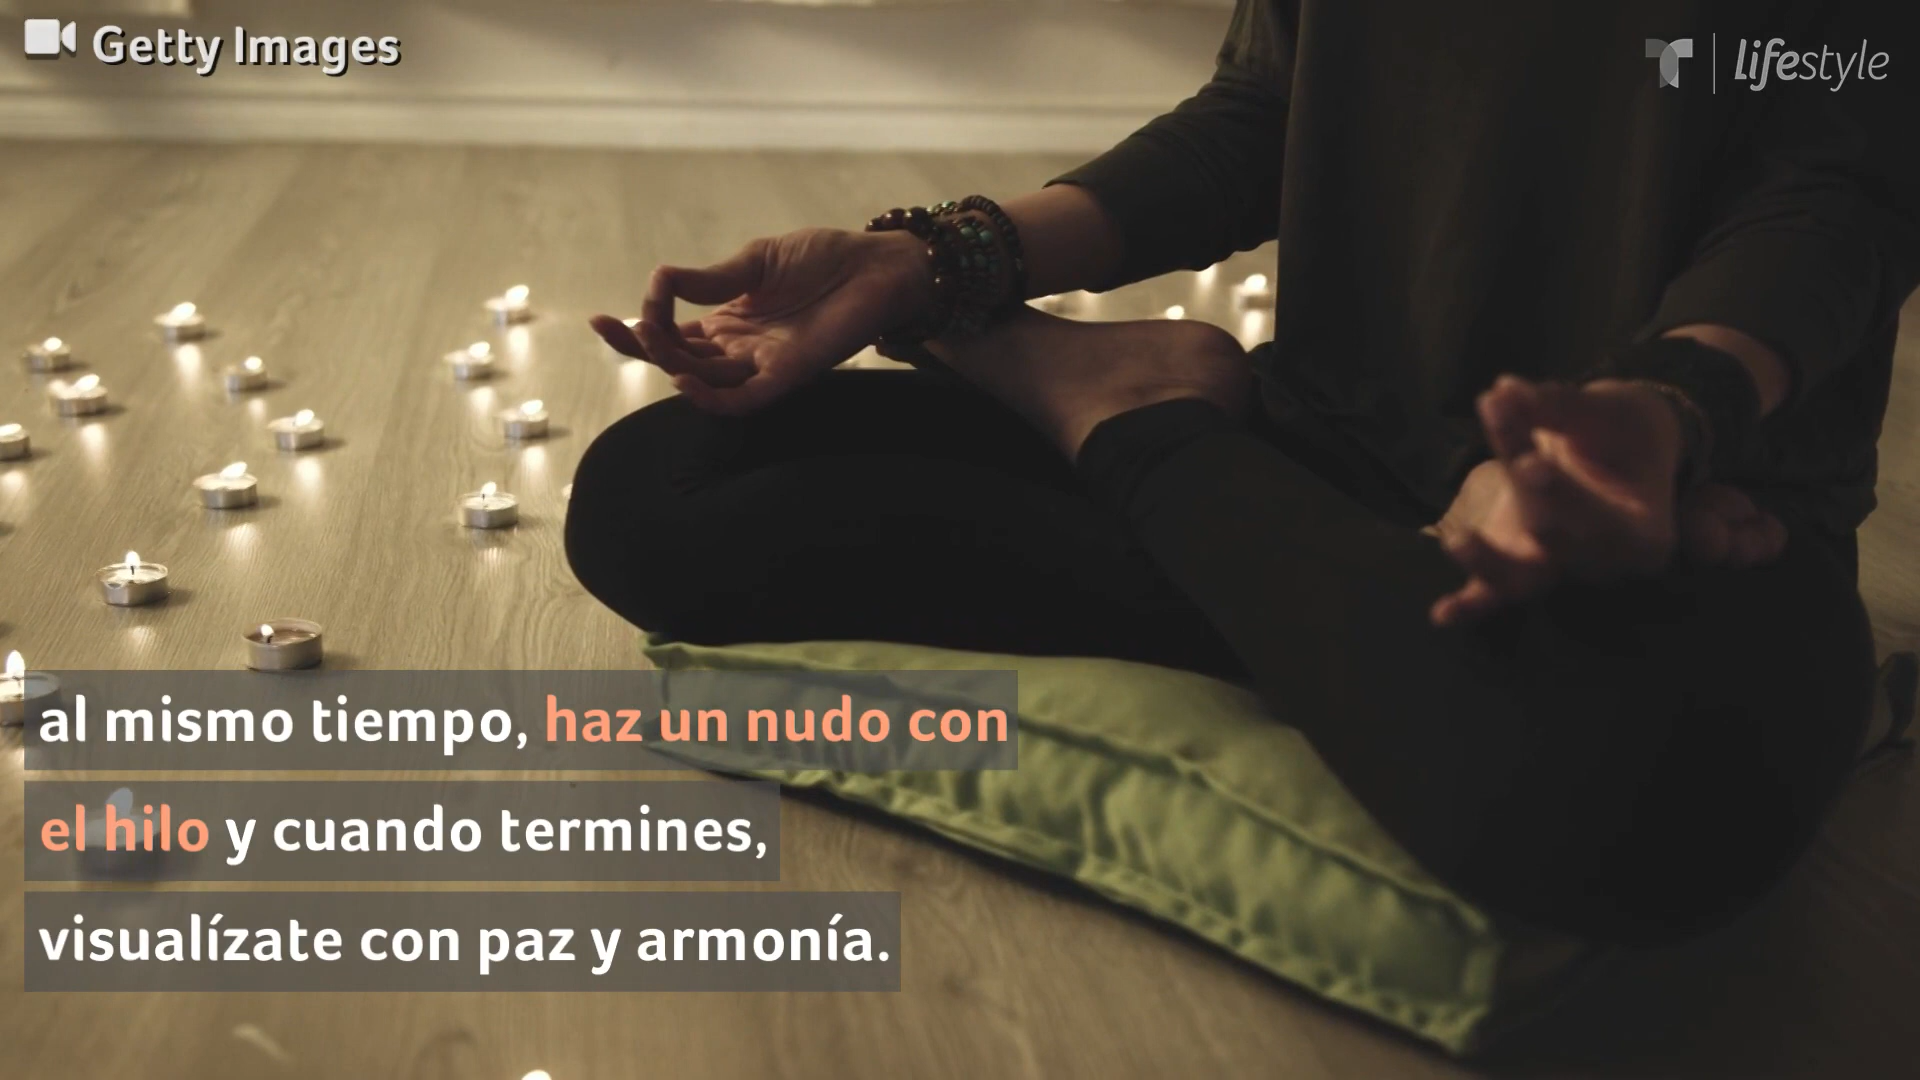 Getty Images
lifestyle
al mismo tiempo, haz un nudo con
el hilo y cuando termines,
visualízate con paz y armonía.